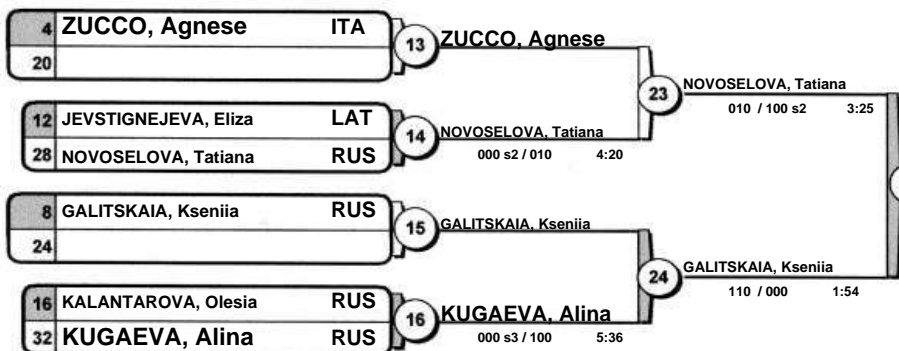 4 ZUCCO, Agnese ITA
20
13 ZUCCO, Agnese
12 JEVSTIGNEJEVA, Eliza LAT
28 NOVOSELOVA, Tatiana RUS
14 NOVOSELOVA, Tatiana
000 s2 / 010 4:20
23 NOVOSELOVA, Tatiana
010 / 100 s2 3:25
8 GALITSKAIA, Kseniia RUS
24
15 GALITSKAIA, Kseniia
16 KALANTAROVA, Olesia RUS
32 KUGAEVA, Alina RUS
16 KUGAEVA, Alina
000 s3 / 100 5:36
24 GALITSKAIA, Kseniia
110 / 000 1:54